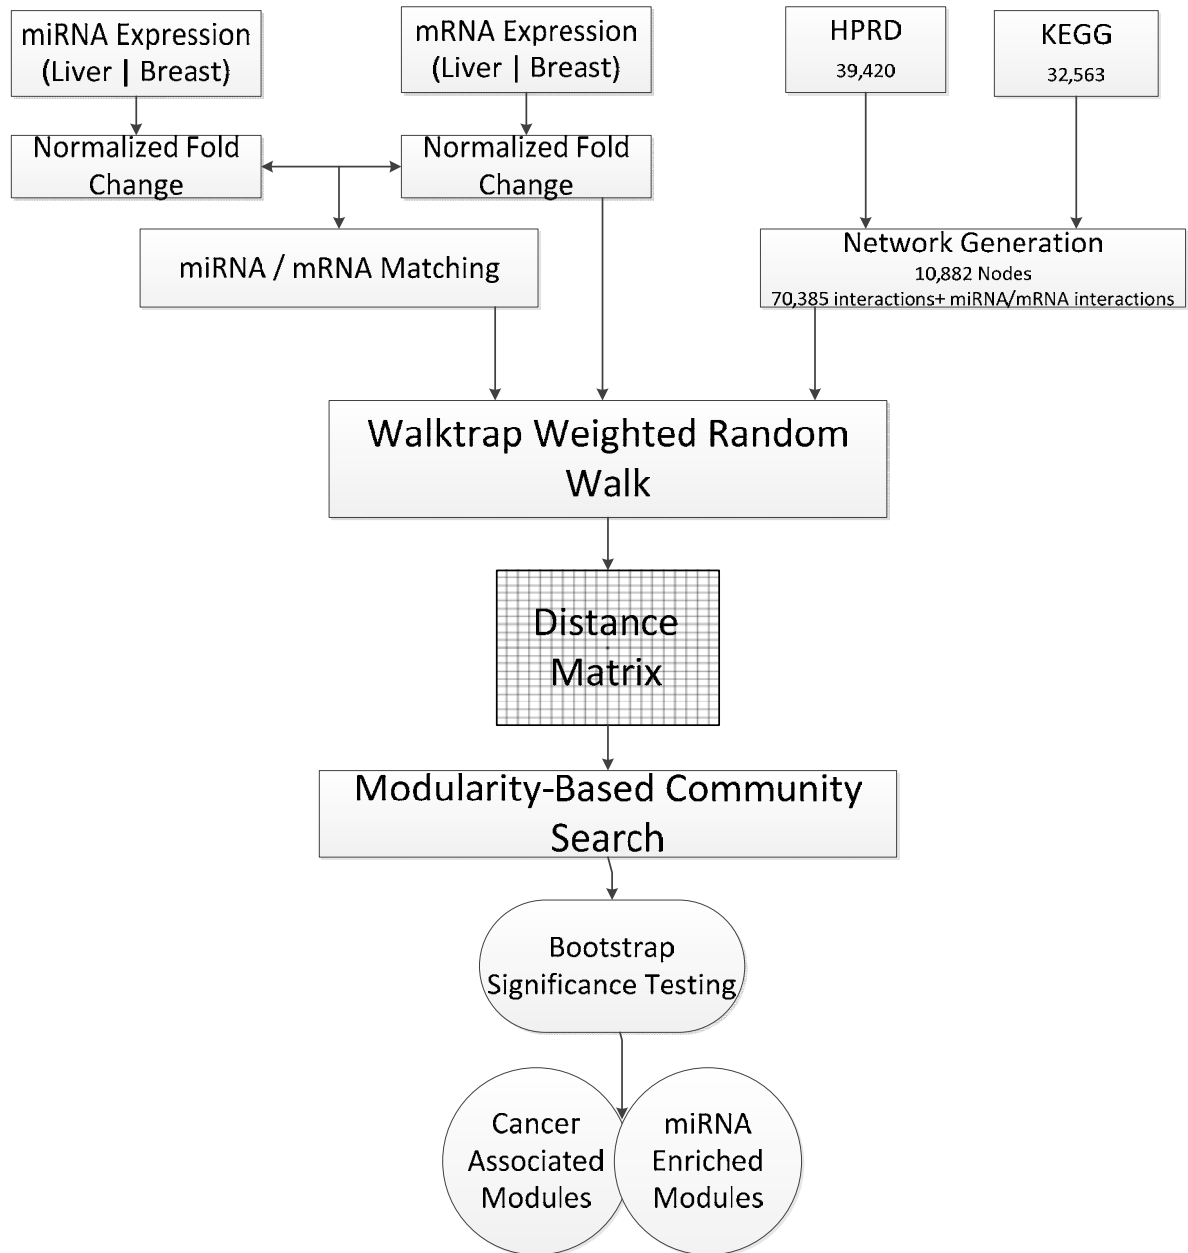 miRNA Expression
(Liver | Breast)
mRNA Expression
(Liver | Breast)
HPRD
39,420
KEGG
32,563
Normalized Fold
Change
Normalized Fold
Change
miRNA / mRNA Matching
Network Generation
10,882 Nodes
70,385 interactions+ miRNA/mRNA interactions
Walktrap Weighted Random
Walk
Distance
Matrix
Modularity-Based Community
Search
Bootstrap
Significance Testing
Cancer
Associated
Modules
miRNA
Enriched
Modules